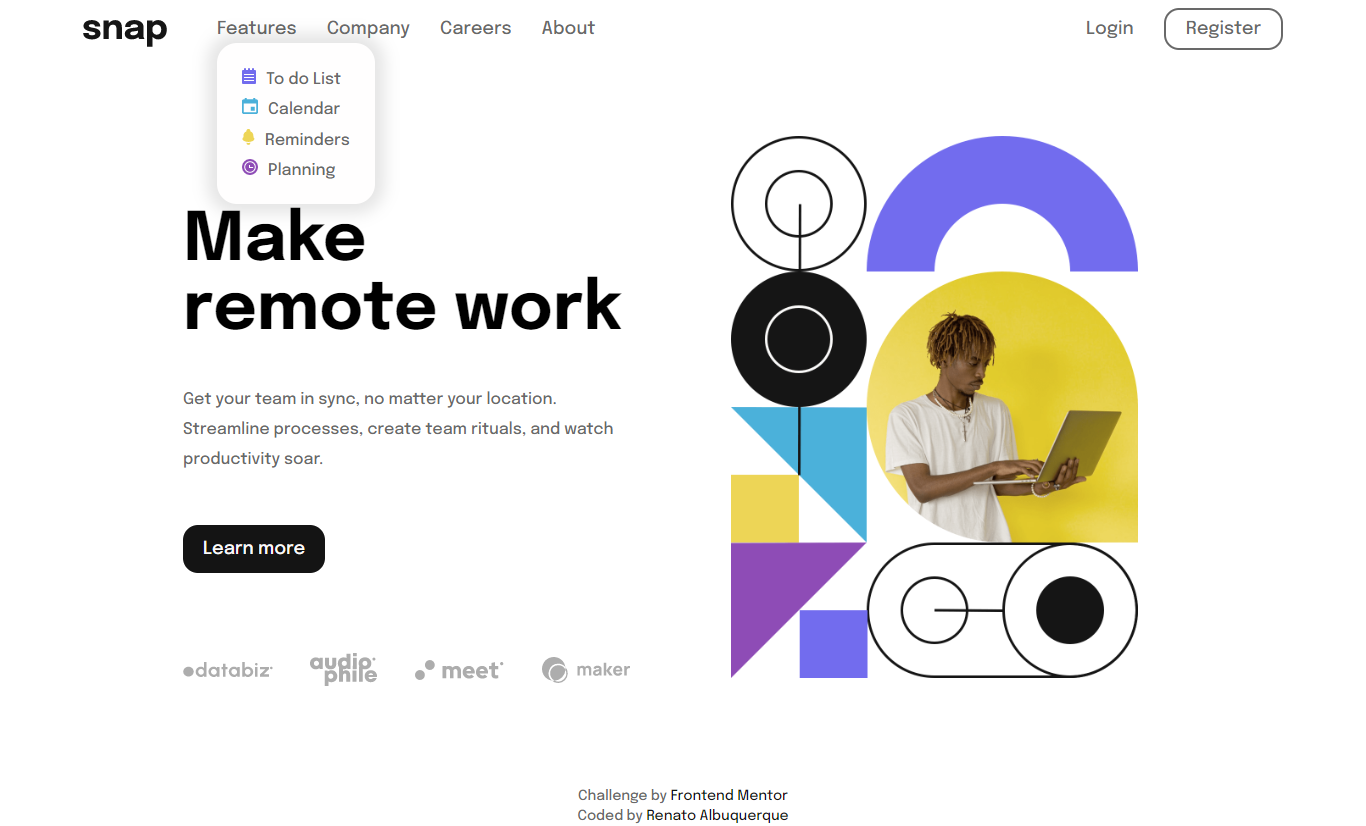 snap Features Company Careers About Login Register
To do List
Calendar
Reminders
Planning
Make
remote work
Get your team in sync, no matter your location.
Streamline processes, create team rituals, and watch
productivity soar.
Learn more
databiz audiophile meet maker
Challenge by Frontend Mentor
Coded by Renato Albuquerque